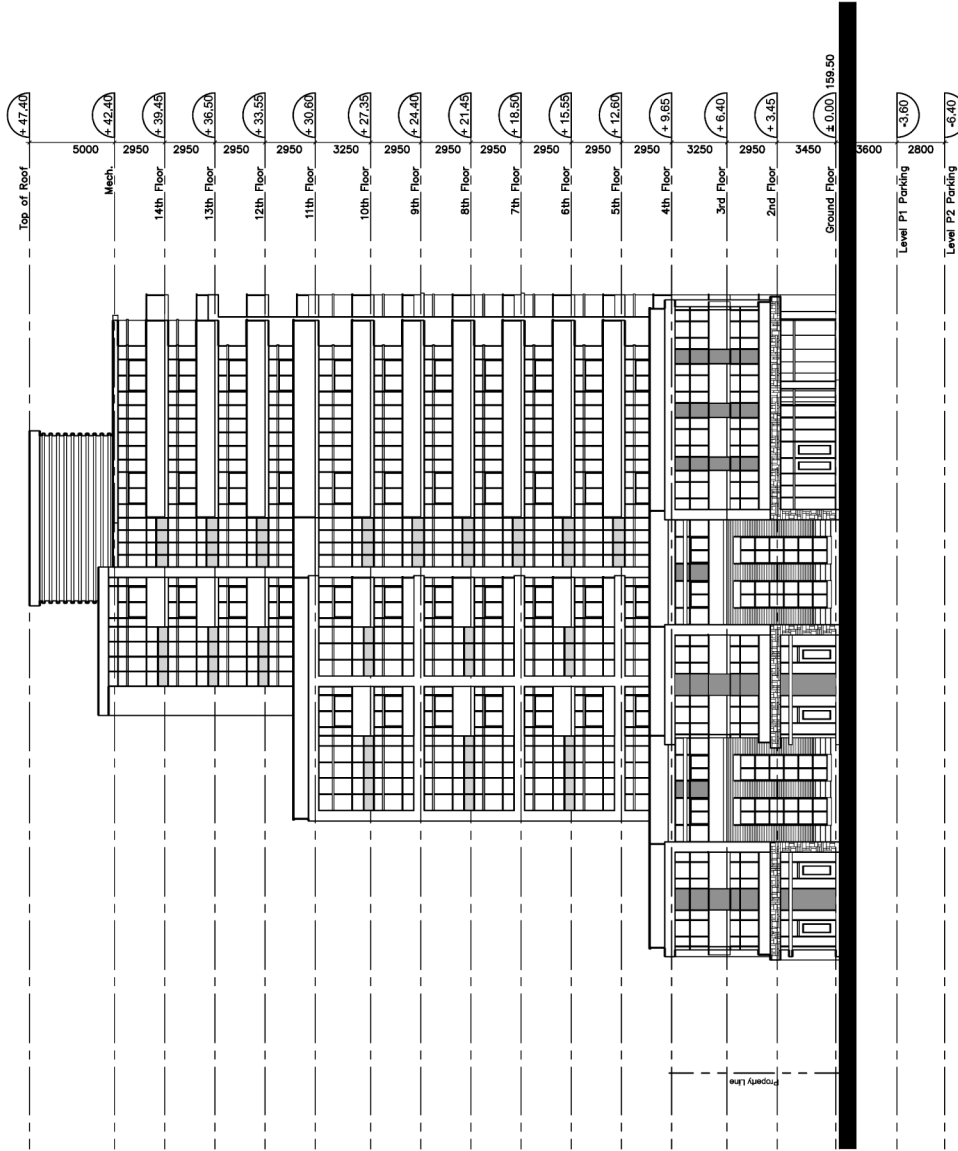 Top of Roof
+ 47.40
5000
Mech.
+ 42.40
2950
14th Floor
+ 39.45
2950
13th Floor
+ 36.50
2950
12th Floor
+ 33.55
2950
11th Floor
+ 30.60
3250
10th Floor
+ 27.35
2950
9th Floor
+ 24.40
2950
8th Floor
+ 21.45
2950
7th Floor
+ 18.50
2950
6th Floor
+ 15.55
2950
5th Floor
+ 12.60
2950
4th Floor
+ 9.65
3250
3rd Floor
+ 6.40
2950
2nd Floor
+ 3.45
3450
Ground Floor
± 0.00 159.50
3600
Level P1 Parking
-3.60
2800
Level P2 Parking
-6.40
Property Line